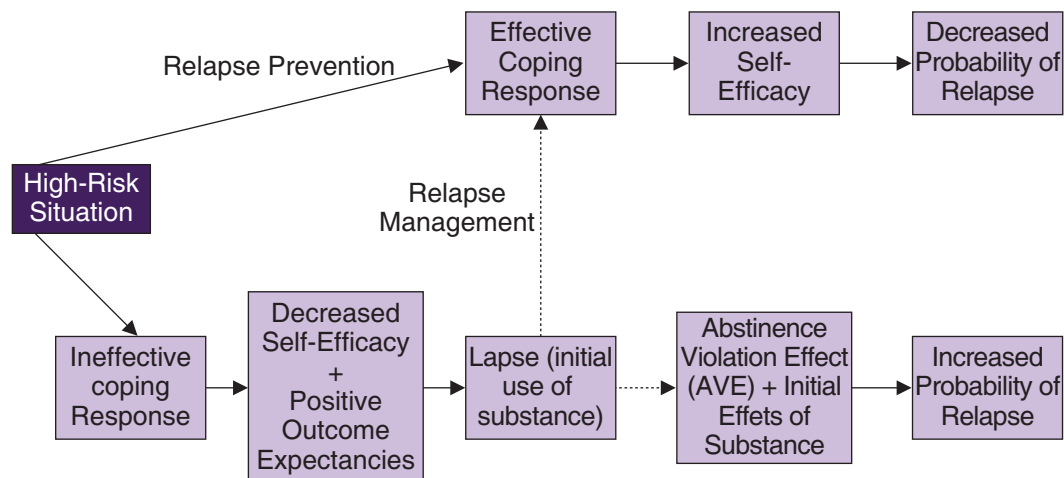 Relapse Prevention
Effective
Coping
Response
Increased
Self-
Efficacy
Decreased
Probability of
Relapse
High-Risk
Situation
Relapse
Management
Ineffective
coping
Response
Decreased
Self-Efficacy
+
Positive
Outcome
Expectancies
Lapse (initial
use of
substance)
Abstinence
Violation Effect
(AVE) + Initial
Effets of
Substance
Increased
Probability of
Relapse